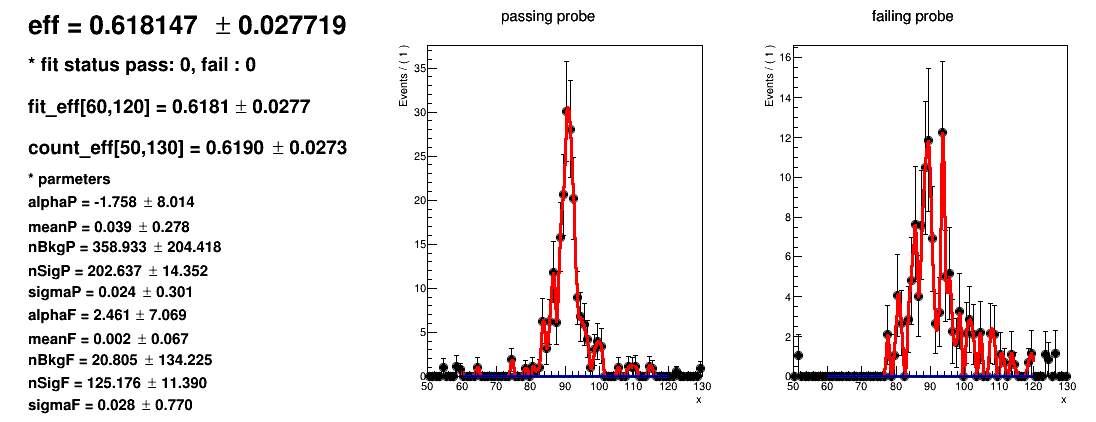 eff = 0.618147 ± 0.027719
* fit status pass: 0, fail : 0
fit_eff[60,120] = 0.6181 ± 0.0277
count_eff[50,130] = 0.6190 ± 0.0273
* parmeters
alphaP = -1.758 ± 8.014
meanP = 0.039 ± 0.278
nBkgP = 358.933 ± 204.418
nSigP = 202.637 ± 14.352
sigmaP = 0.024 ± 0.301
alphaF = 2.461 ± 7.069
meanF = 0.002 ± 0.067
nBkgF = 20.805 ± 134.225
nSigF = 125.176 ± 11.390
sigmaF = 0.028 ± 0.770
passing probe
Events / ( 1 )
35
30
25
20
15
10
5
0
50 60 70 80 90 100 110 120 130
x
failing probe
Events / ( 1 )
16
14
12
10
8
6
4
2
0
50 60 70 80 90 100 110 120 130
x